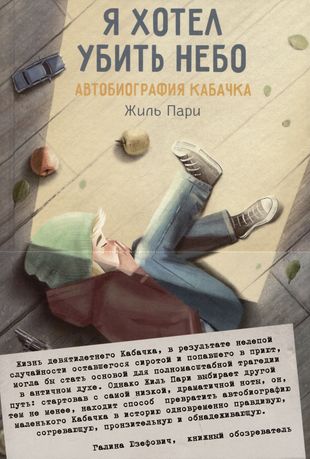 Я ХОТЕЛ
УБИТЬ НЕБО
АВТОБИОГРАФИЯ КАБАЧКА
Жиль Пари
Жизнь девятилетнего Кабачка, в результате нелепой
случайности оставшегося сиротой и попавшего в приют,
могла бы стать основой для полномасштабной трагедии
в античном духе. Однако Жиль Пари выбирает другой
путь: стартовав с самой низкой, драматичной ноты, он,
тем не менее, находит способ превратить автобиографию
маленького Кабачка в историю одновременно правдивую,
согревающую, пронзительную и обнадеживающую.
Галина Юзефович, книжный обозреватель